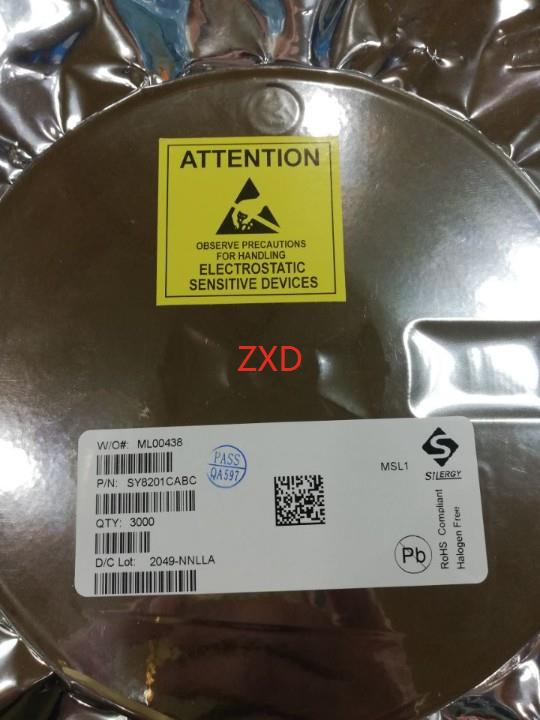 ATTENTION
OBSERVE PRECAUTIONS
FOR HANDLING
ELECTROSTATIC
SENSITIVE DEVICES
ZXD
W/O#: ML00438
P/N: SY8201CABC
QTY: 3000
D/C Lot: 2049-NNLLA
PASS
QA597
MSL1
SILERGY
Pb
RoHS Compliant
Halogen Free